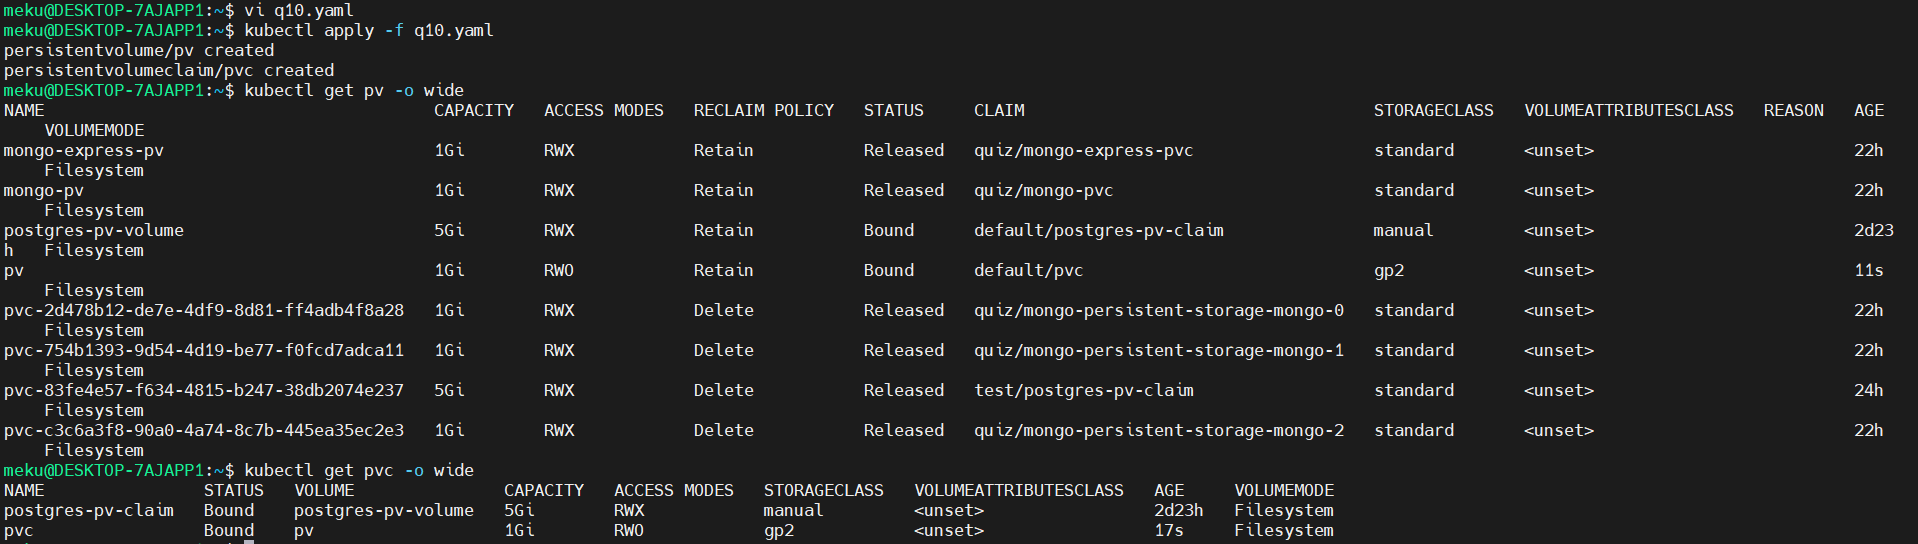 meku@DESKTOP-7AJAPP1:~$ vi q10.yaml
meku@DESKTOP-7AJAPP1:~$ kubectl apply -f q10.yaml
persistentvolume/pv created
persistentvolumeclaim/pvc created
meku@DESKTOP-7AJAPP1:~$ kubectl get pv -o wide
NAME                                       CAPACITY   ACCESS MODES   RECLAIM POLICY   STATUS     CLAIM                                   STORAGECLASS   VOLUMEATTRIBUTESCLASS   REASON   AGE
    VOLUMEMODE
mongo-express-pv                           1Gi        RWX            Retain           Released   quiz/mongo-express-pvc                  standard       <unset>                          22h
    Filesystem
mongo-pv                                   1Gi        RWX            Retain           Released   quiz/mongo-pvc                          standard       <unset>                          22h
    Filesystem
postgres-pv-volume                         5Gi        RWX            Retain           Bound      default/postgres-pv-claim               manual         <unset>                          2d23
h   Filesystem
pv                                         1Gi        RWO            Retain           Bound      default/pvc                             gp2            <unset>                          11s
    Filesystem
pvc-2d478b12-de7e-4df9-8d81-ff4adb4f8a28   1Gi        RWX            Delete           Released   quiz/mongo-persistent-storage-mongo-0   standard       <unset>                          22h
    Filesystem
pvc-754b1393-9d54-4d19-be77-f0fcd7adca11   1Gi        RWX            Delete           Released   quiz/mongo-persistent-storage-mongo-1   standard       <unset>                          22h
    Filesystem
pvc-83fe4e57-f634-4815-b247-38db2074e237   5Gi        RWX            Delete           Released   test/postgres-pv-claim                  standard       <unset>                          24h
    Filesystem
pvc-c3c6a3f8-90a0-4a74-8c7b-445ea35ec2e3   1Gi        RWX            Delete           Released   quiz/mongo-persistent-storage-mongo-2   standard       <unset>                          22h
    Filesystem
meku@DESKTOP-7AJAPP1:~$ kubectl get pvc -o wide
NAME                STATUS   VOLUME               CAPACITY   ACCESS MODES   STORAGECLASS   VOLUMEATTRIBUTESCLASS   AGE     VOLUMEMODE
postgres-pv-claim   Bound    postgres-pv-volume   5Gi        RWX            manual         <unset>                 2d23h   Filesystem
pvc                 Bound    pv                   1Gi        RWO            gp2            <unset>                 17s     Filesystem